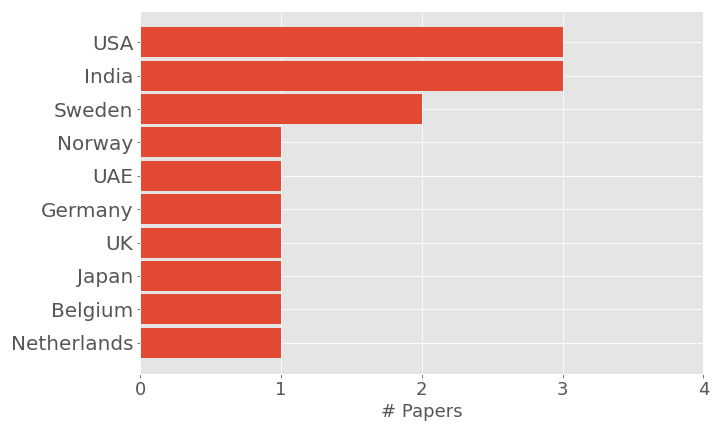 USA
India
Sweden
Norway
UAE
Germany
UK
Japan
Belgium
Netherlands
0 1 2 3 4
# Papers